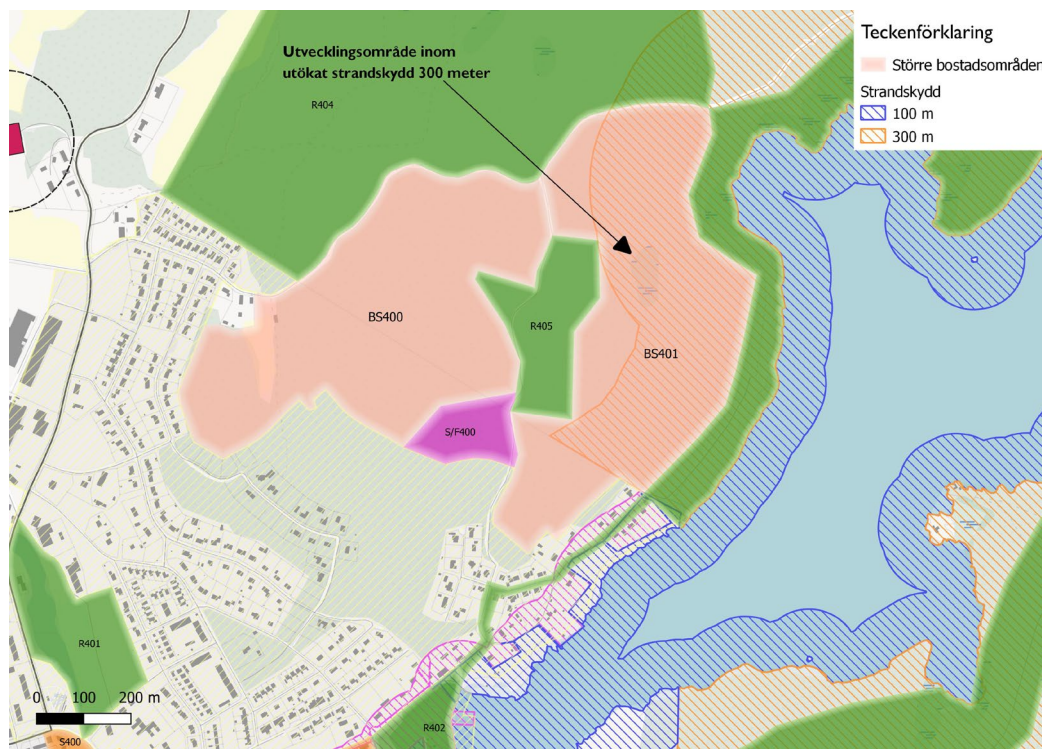 Utvecklingsområde inom
utökat strandskydd 300 meter
Teckenförklaring
Större bostadsområden
Strandskydd
100 m
300 m
R404
BS400
R405
BS401
S/F400
R401
0 100 200 m
R402
S400